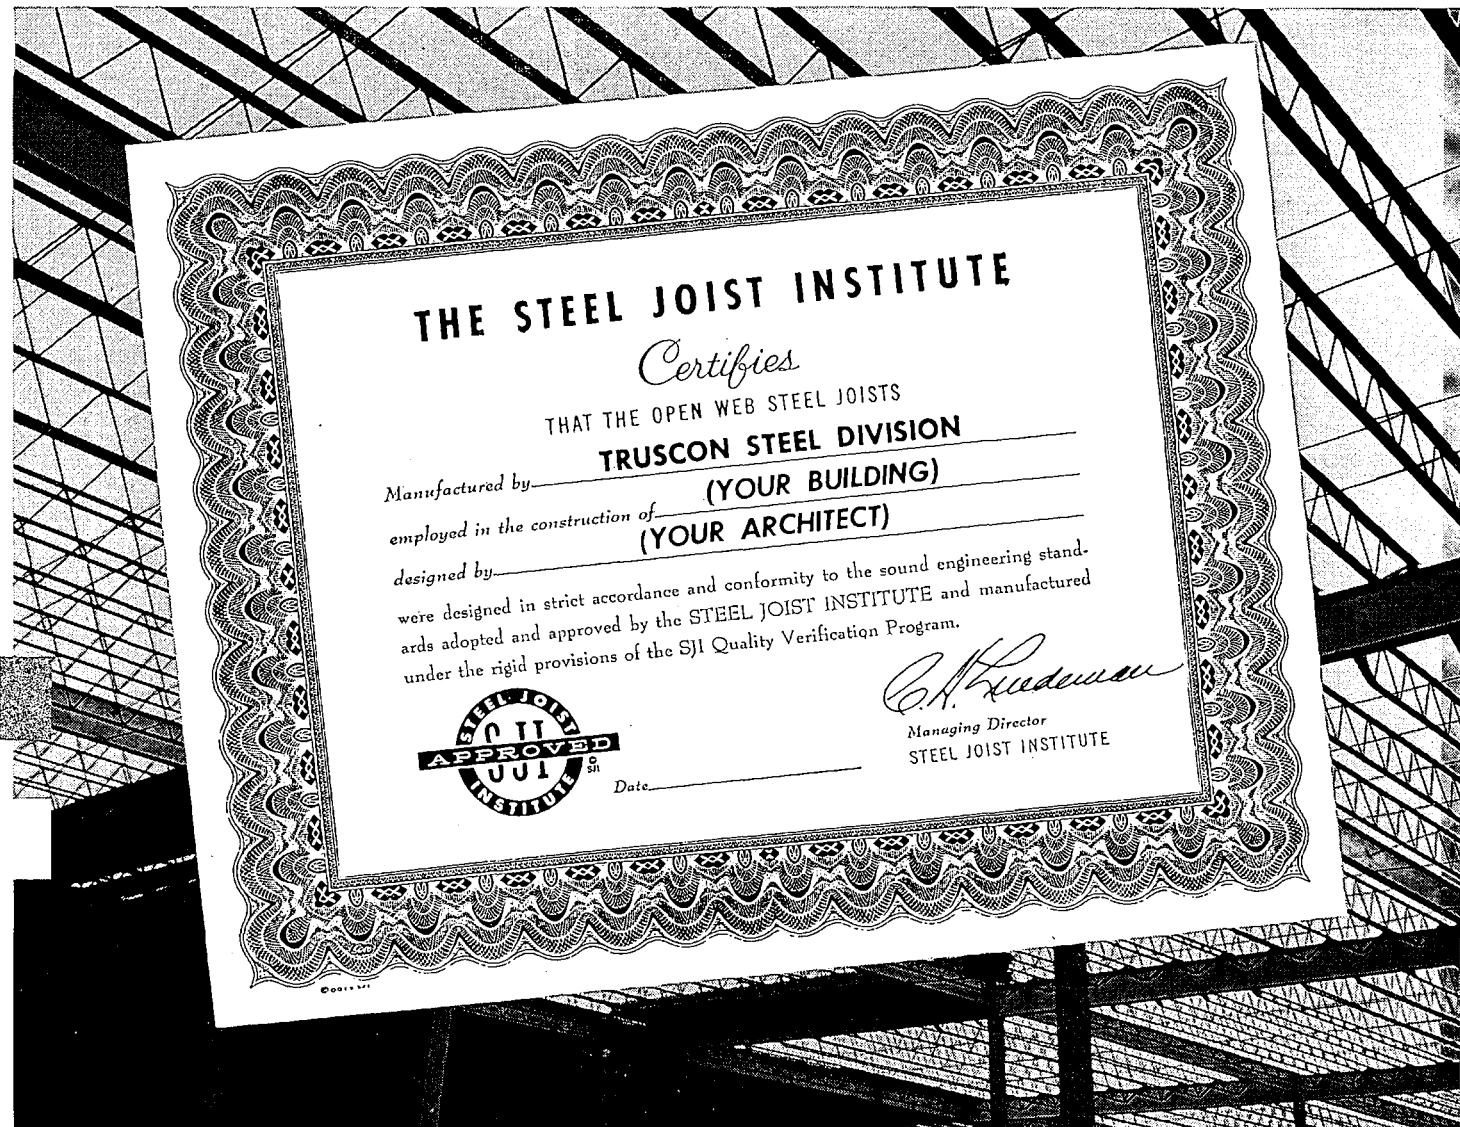 THE STEEL JOIST INSTITUTE
Certifies
THAT THE OPEN WEB STEEL JOISTS
Manufactured by TRUSCON STEEL DIVISION
employed in the construction of (YOUR BUILDING)
designed by (YOUR ARCHITECT)
were designed in strict accordance and conformity to the sound engineering stand-
ards adopted and approved by the STEEL JOIST INSTITUTE and manufactured
under the rigid provisions of the SJI Quality Verification Program.
C. H. Luedeman
Managing Director
STEEL JOIST INSTITUTE
STEEL JOIST
SJI
APPROVED
INSTITUTE
© SJI
Date